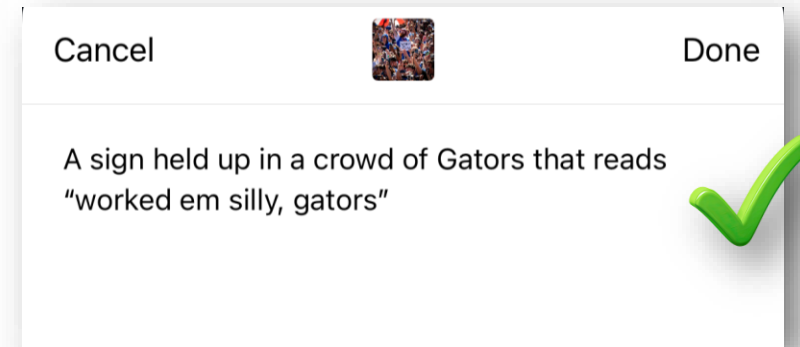 Cancel
Done
A sign held up in a crowd of Gators that reads
“worked em silly, gators”